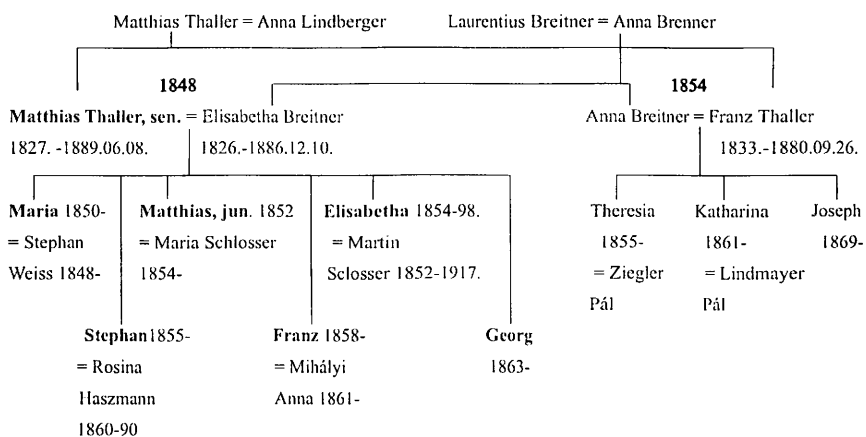 Matthias Thaller = Anna Lindberger Laurentius Breitner = Anna Brenner
1848 1854
Matthias Thaller, sen. = Elisabetha Breitner Anna Breitner = Franz Thaller
1827. -1889.06.08. 1826.-1886.12.10. 1833.-1880.09.26.
Maria 1850- Matthias, jun. 1852 Elisabetha 1854-98. Theresia Katharina Joseph
= Stephan = Maria Schlosser = Martin 1855- 1861- 1869-
Weiss 1848- 1854- Sclosser 1852-1917. = Ziegler = Lindmayer
Pál Pál
Stephan1855- Franz 1858- Georg
= Rosina = Mihályi 1863-
Haszmann Anna 1861-
1860-90